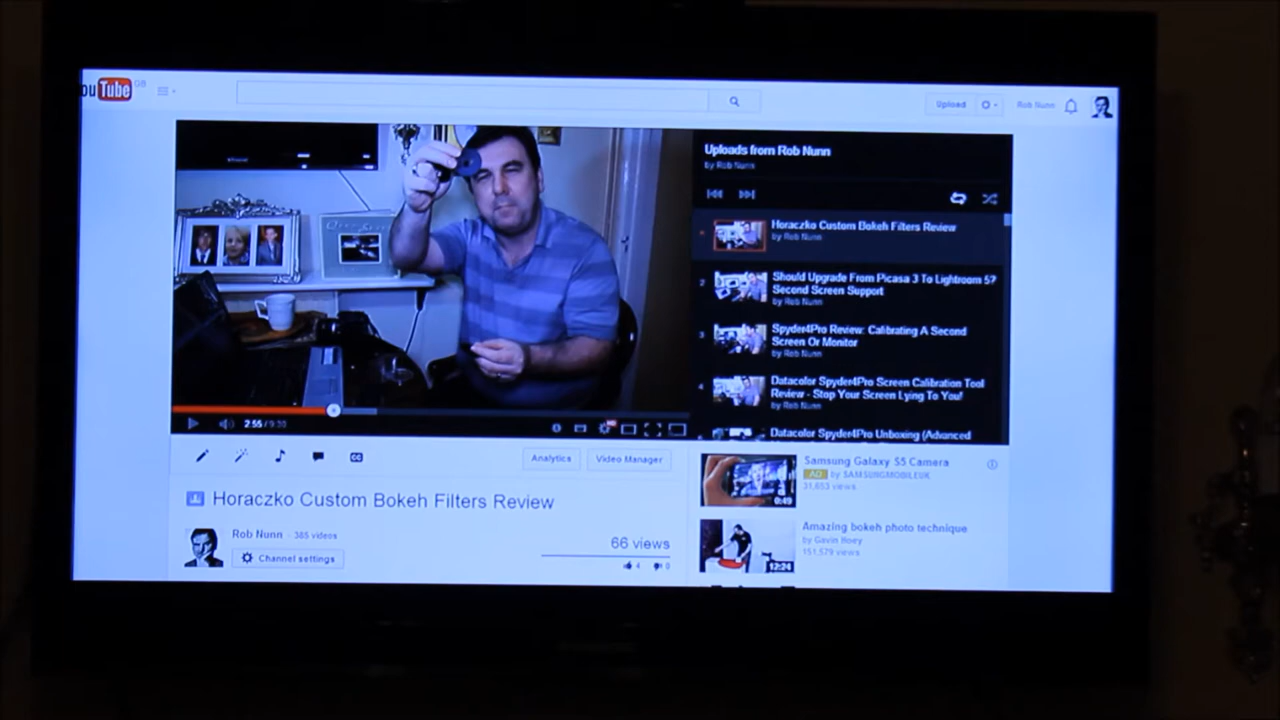 ouTube GB
Upload
Rob Nunn
Uploads from Rob Nunn
by Rob Nunn
Horaczko Custom Bokeh Filters Review
by Rob Nunn
2
Should Upgrade From Picasa 3 To Lightroom 5?
Second Screen Support
by Rob Nunn
3
Spyder4Pro Review: Calibrating A Second
Screen Or Monitor
by Rob Nunn
4
Datacolor Spyder4Pro Screen Calibration Tool
Review - Stop Your Screen Lying To You!
by Rob Nunn
Datacolor Spyder4Pro Unboxing (Advanced
2:55 / 9:30
HD
CC
Analytics
Video Manager
Horaczko Custom Bokeh Filters Review
Rob Nunn · 385 videos
Channel settings
66 views
4
0
Samsung Galaxy S5 Camera
AD by SAMSUNGMOBILEUK
31,653 views
0:49
Amazing bokeh photo technique
by Gavin Hoey
151,579 views
12:24